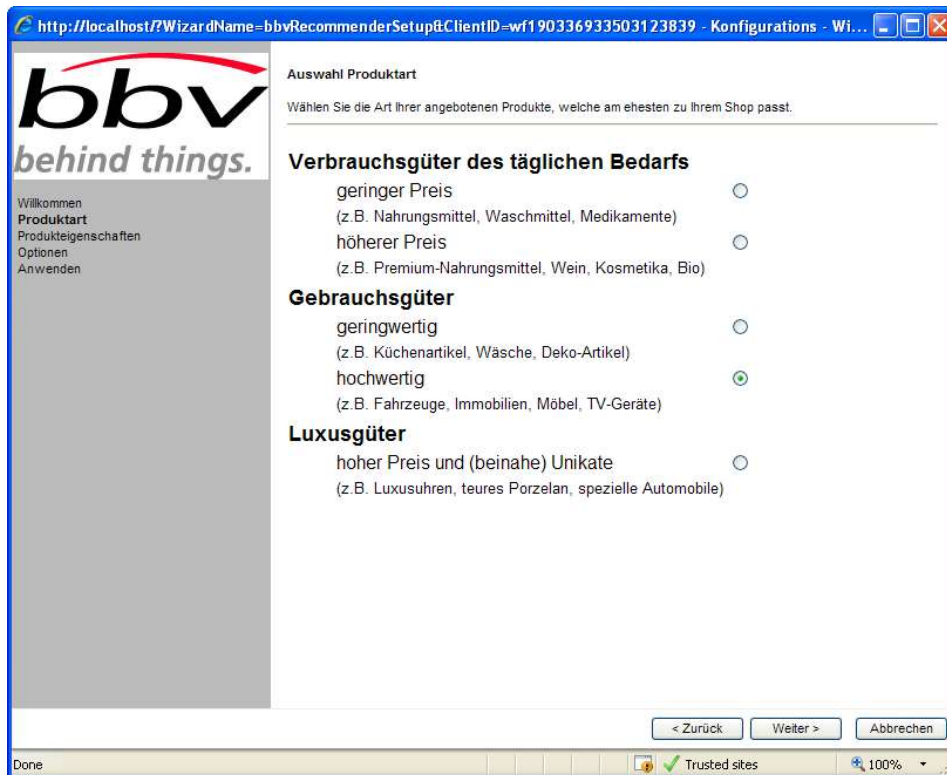 http://localhost/?WizardName=bbvRecommenderSetup&ClientID=wf190336933503123839 - Konfigurations - Wi...
bbv
behind things.
Willkommen
Produktart
Produkteigenschaften
Optionen
Anwenden
Auswahl Produktart
Wählen Sie die Art Ihrer angebotenen Produkte, welche am ehesten zu Ihrem Shop passt.
Verbrauchsgüter des täglichen Bedarfs
geringer Preis
(z.B. Nahrungsmittel, Waschmittel, Medikamente)
höherer Preis
(z.B. Premium-Nahrungsmittel, Wein, Kosmetika, Bio)
Gebrauchsgüter
geringwertig
(z.B. Küchenartikel, Wäsche, Deko-Artikel)
hochwertig
(z.B. Fahrzeuge, Immobilien, Möbel, TV-Geräte)
Luxusgüter
hoher Preis und (beinahe) Unikate
(z.B. Luxusuhren, teures Porzelan, spezielle Automobile)
< Zurück Weiter > Abbrechen
Done Trusted sites 100%